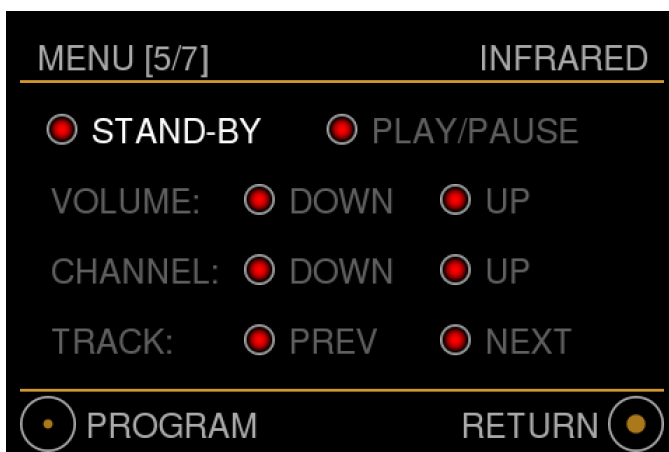 MENU [5/7] INFRARED
STAND-BY PLAY/PAUSE
VOLUME: DOWN UP
CHANNEL: DOWN UP
TRACK: PREV NEXT
PROGRAM RETURN